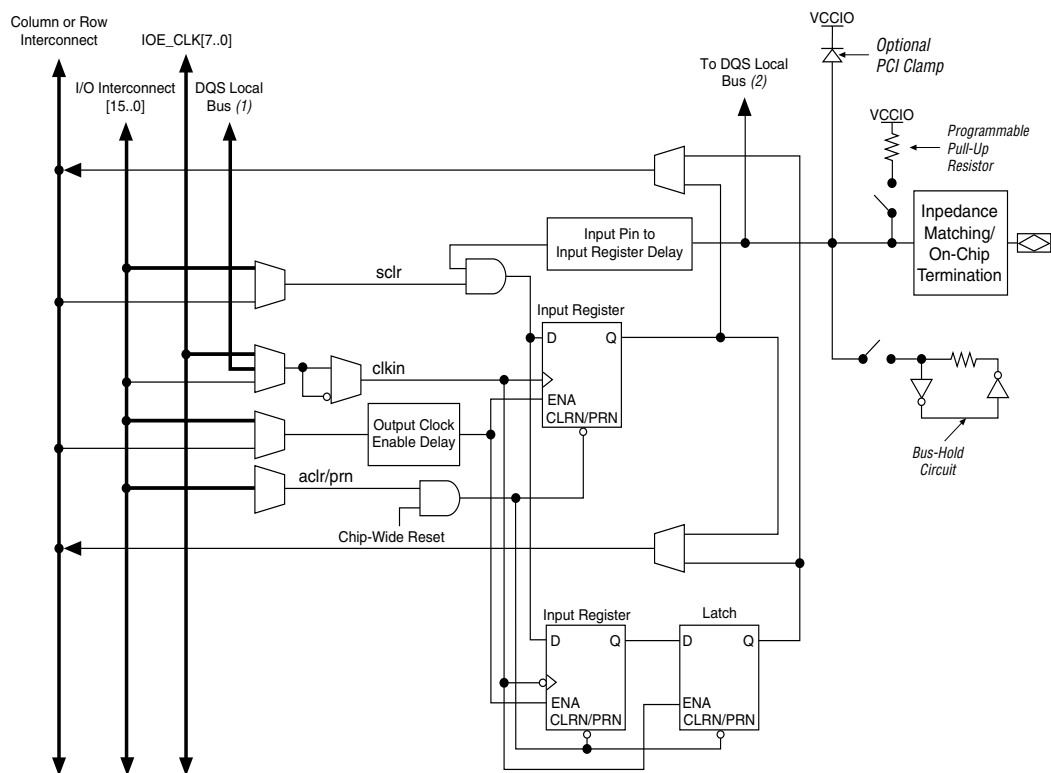 Column or Row
Interconnect
IOE_CLK[7..0]
I/O Interconnect
[15..0]
DQS Local
Bus (1)
To DQS Local
Bus (2)
VCCIO
Optional
PCI Clamp
VCCIO
Programmable
Pull-Up
Resistor
Input Pin to
Input Register Delay
Impedance
Matching/
On-Chip
Termination
sclr
Input Register
D
Q
clkin
ENA
CLRN/PRN
Output Clock
Enable Delay
Bus-Hold
Circuit
aclr/prn
Chip-Wide Reset
Input Register
Latch
D
Q
D
Q
ENA
CLRN/PRN
ENA
CLRN/PRN